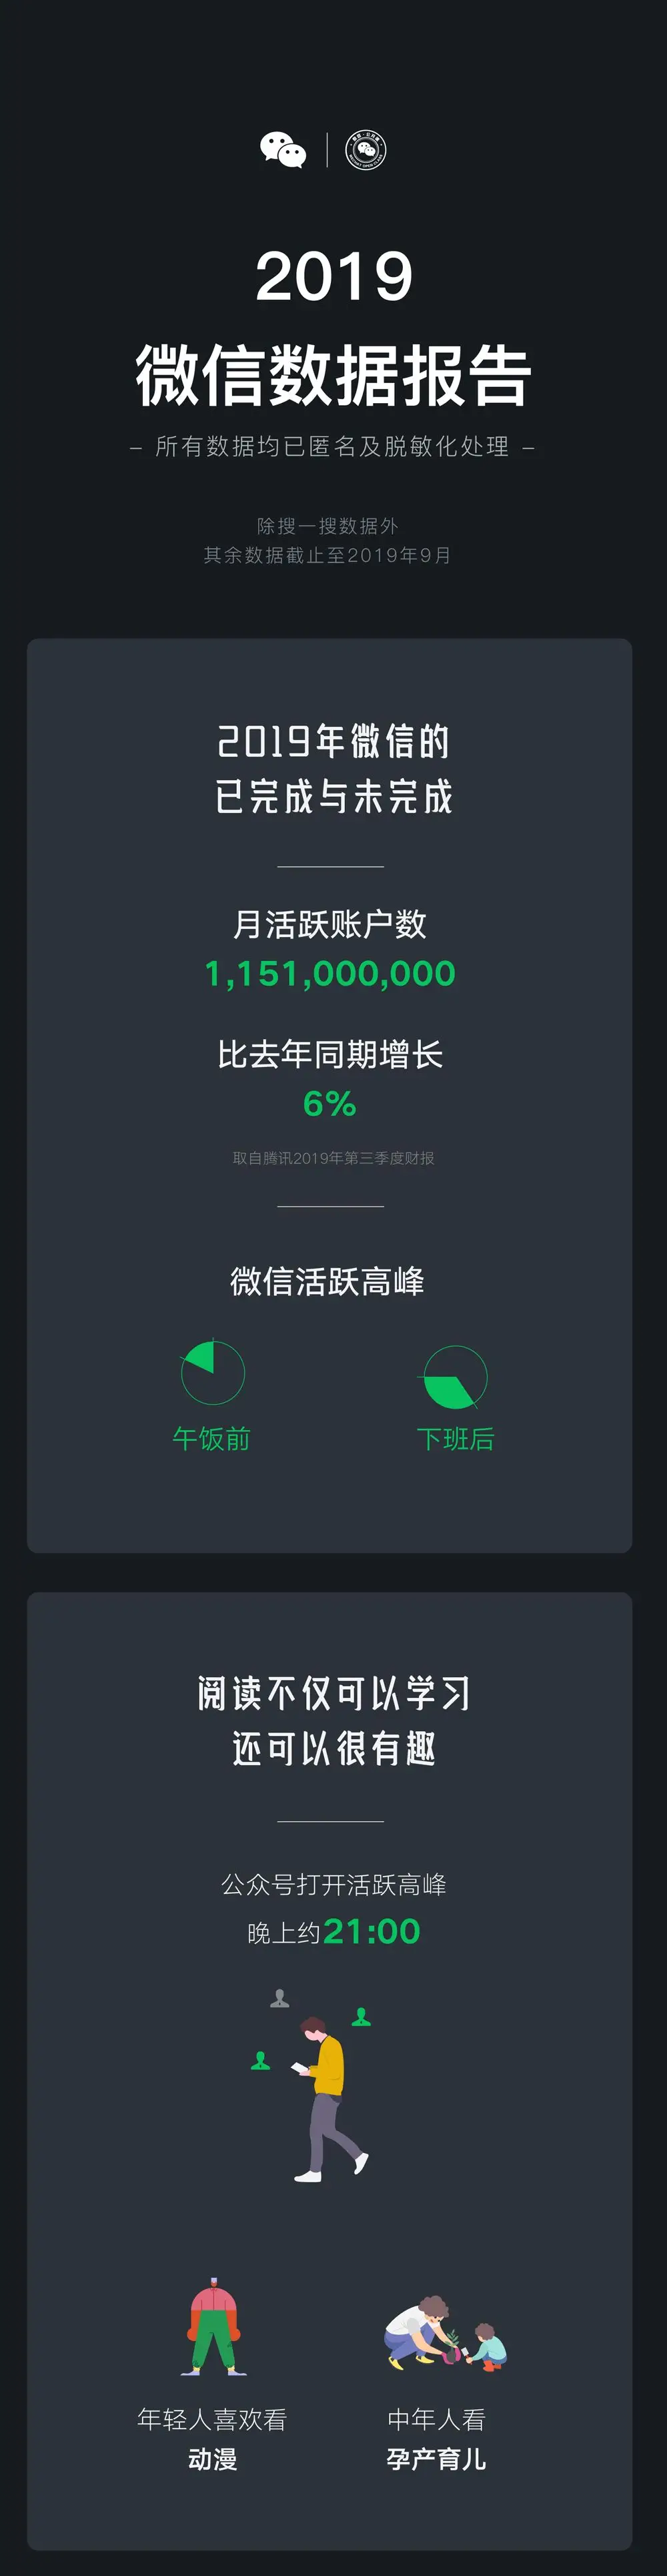 2019
微信数据报告
– 所有数据均已匿名及脱敏化处理 –
除搜一搜数据外
其余数据截止至2019年9月
2019年微信的
已完成与未完成
月活跃账户数
1,151,000,000
比去年同期增长
6%
取自腾讯2019年第三季度财报
微信活跃高峰
午饭前
下班后
阅读不仅可以学习
还可以很有趣
公众号打开活跃高峰
晚上约21:00
年轻人喜欢看
动漫
中年人看
孕产育儿